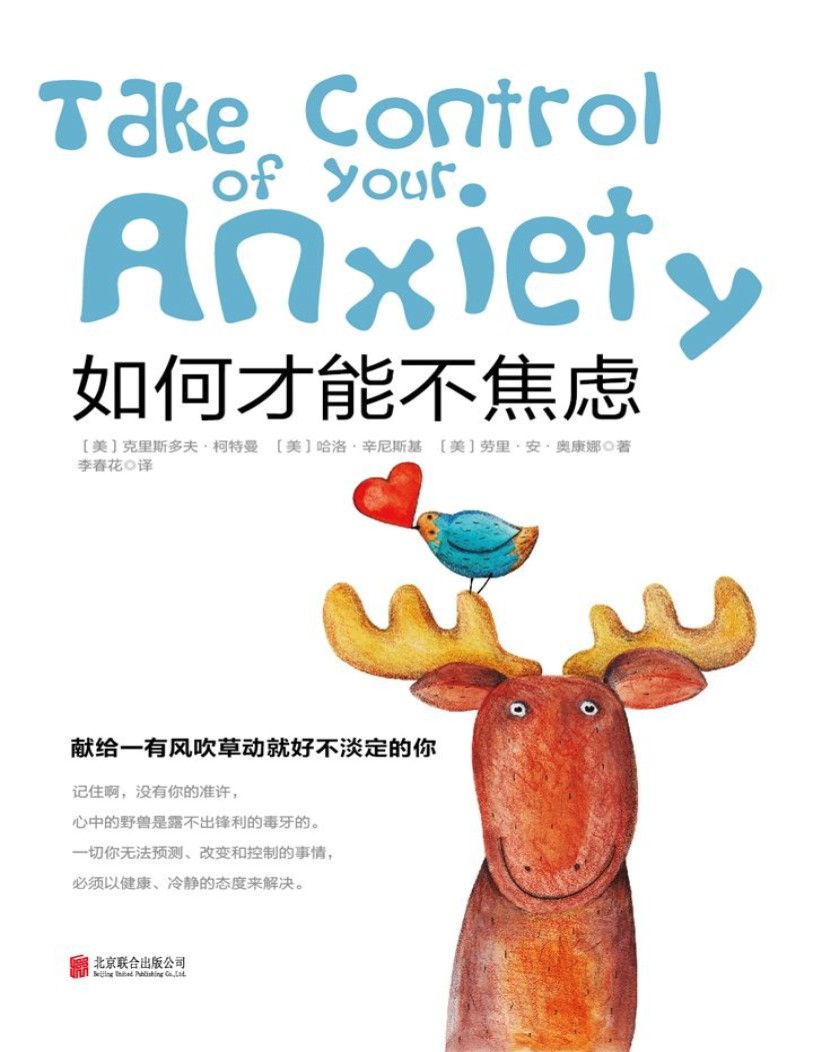 Take Control
of your
Anxiety
如何才能不焦虑
［美］克里斯多夫·柯特曼 ［美］哈洛·辛尼斯基 ［美］劳里·安·奥康娜◎著
李春花◎译
献给一有风吹草动就好不淡定的你
记住啊，没有你的准许，
心中的野兽是露不出锋利的毒牙的。
一切你无法预测、改变和控制的事情，
必须以健康、冷静的态度来解决。
北京联合出版公司
Beijing United Publishing Co.,Ltd.